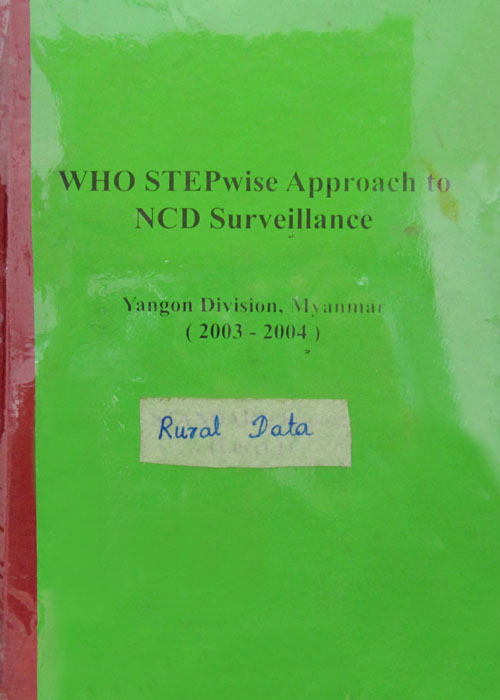 WHO STEPwise Approach to
NCD Surveillance
Yangon Division, Myanmar
( 2003 - 2004 )
Rural Data